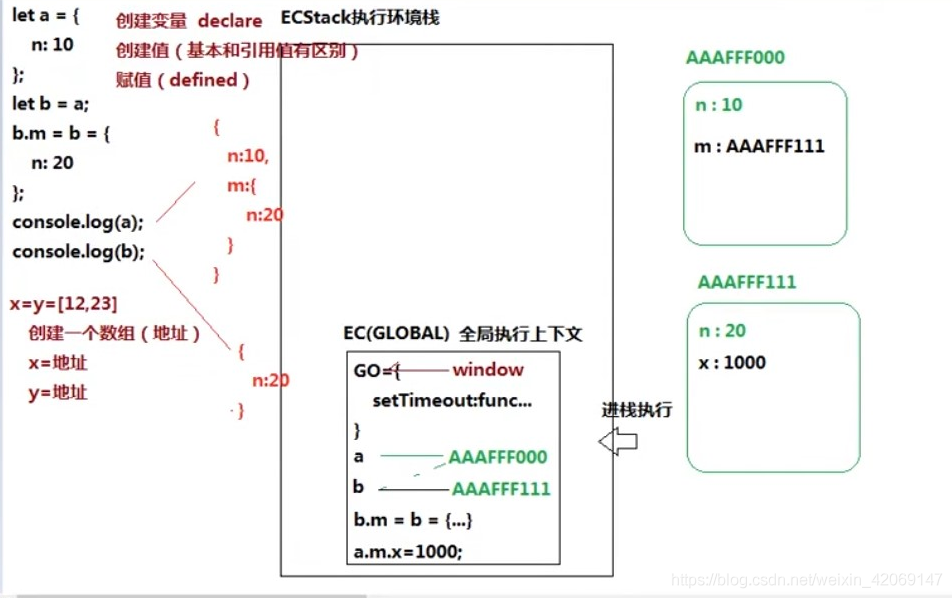 let a = {
n: 10
};
let b = a;
b.m = b = {
n: 20
};
console.log(a);
console.log(b);
创建变量 declare
创建值（基本和引用值有区别）
赋值（defined）
{
n:10,
m:{
n:20
}
}
{
n:20
}
x=y=[12,23]
创建一个数组（地址）
x=地址
y=地址
ECStack执行环境栈
EC(GLOBAL) 全局执行上下文
GO={ window
setTimeout:func...
}
a AAAFFF000
b AAAFFF111
b.m = b = {...}
a.m.x=1000;
进栈执行
AAAFFF000
n : 10
m : AAAFFF111
AAAFFF111
n : 20
x : 1000
https://blog.csdn.net/weixin_42069147